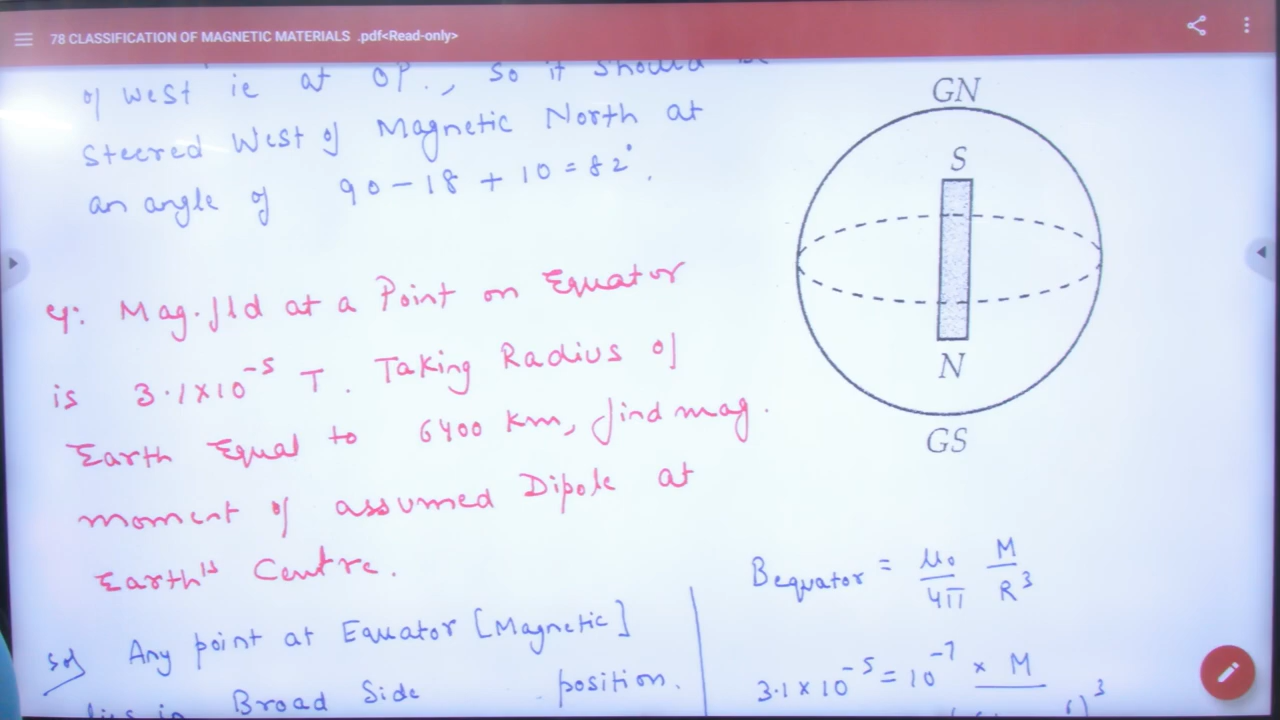 78 CLASSIFICATION OF MAGNETIC MATERIALS .pdf<Read-only>
of west ie at OP., so it should be
steered West of Magnetic North at
an angle of 90-18 + 10 = 82°.
GN
S
N
GS
Q: Mag. fld at a Point on Equator
is 3.1×10⁻⁵ T. Taking Radius of
Earth Equal to 6400 km, find mag.
moment of assumed Dipole at
Earth's Centre.
Sol Any point at Equator [Magnetic]
lies in Broad Side position.
B equator = μ₀/4π M/R³
3.1×10⁻⁵ = 10⁻⁷ × M